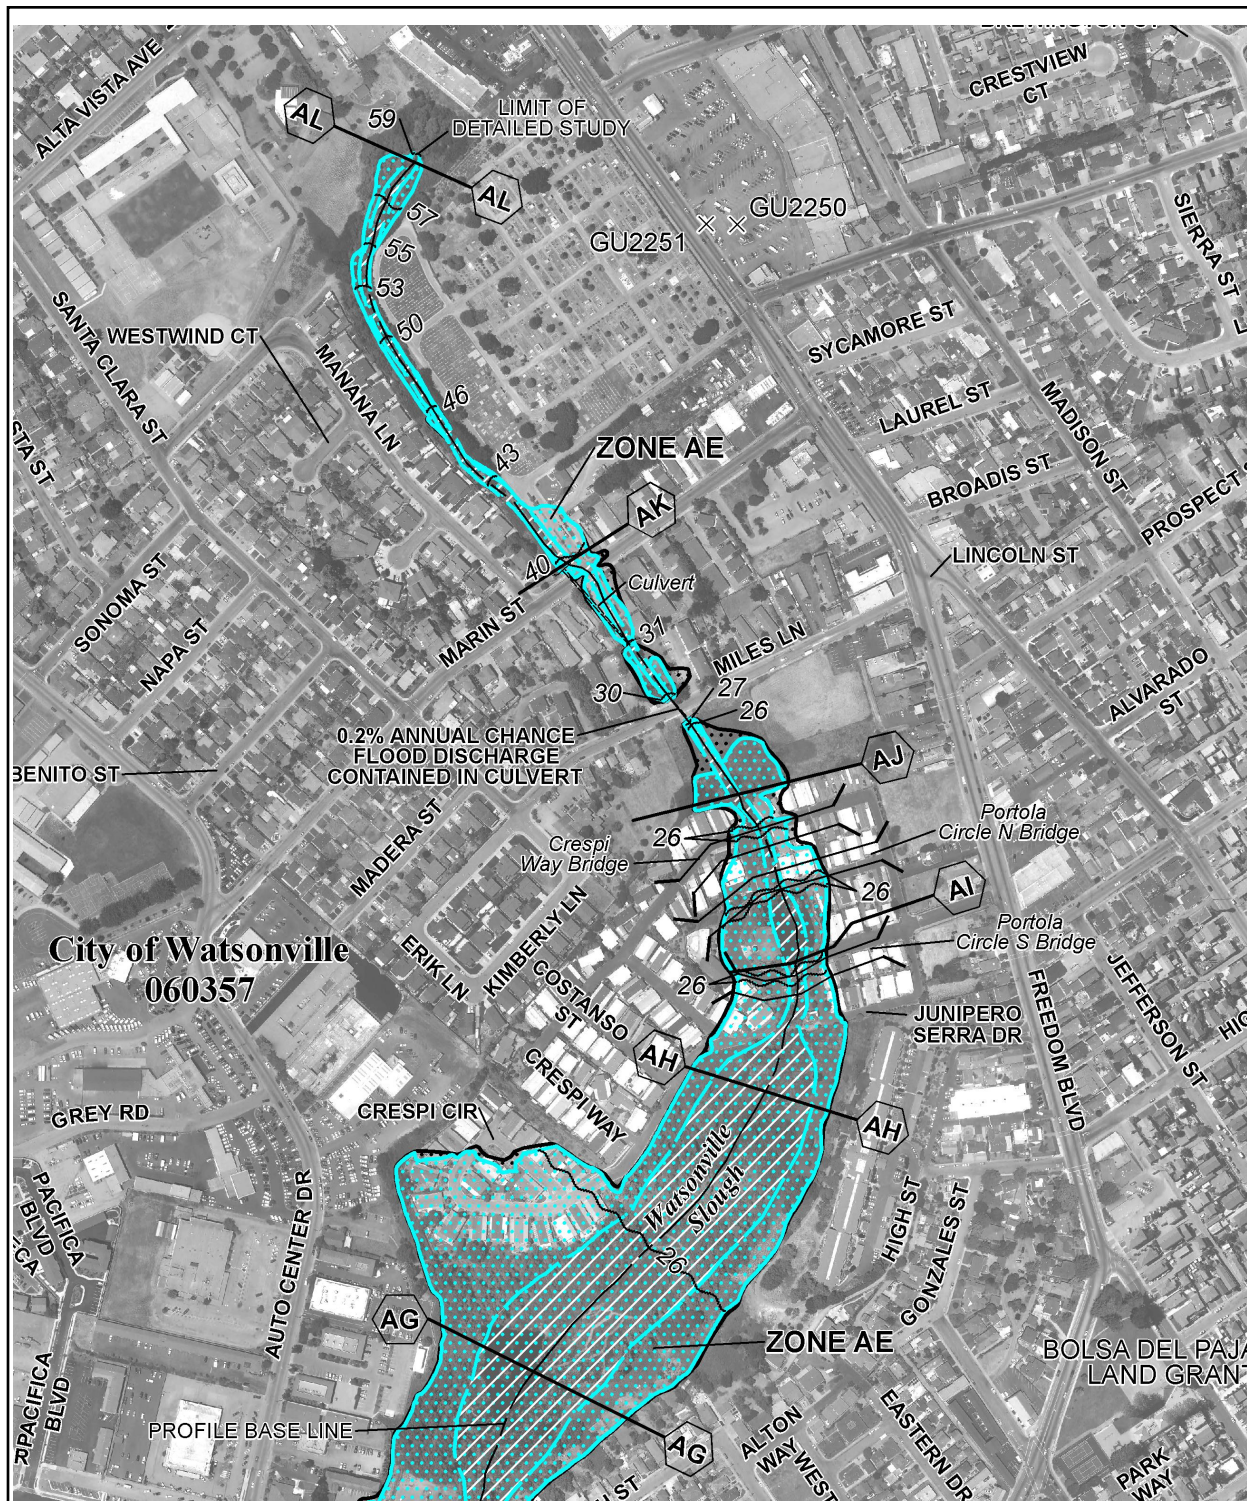 ALTA VISTA AVE
CRESTVIEW
CT
AL
59
LIMIT OF
DETAILED STUDY
AL
57
GU2250
GU2251
SIERRA ST
55
53
SANTA CLARA ST
WESTWIND CT
50
MANANA LN
SYCAMORE ST
LAUREL ST
MADISON ST
46
STA ST
43
ZONE AE
BROADIS ST
AK
PROSPECT
40
LINCOLN ST
Culvert
SONOMA ST
NAPA ST
MARIN ST
31
MILES LN
30
27
26
ALVARADO
ST
0.2% ANNUAL CHANCE
FLOOD DISCHARGE
CONTAINED IN CULVERT
BENITO ST
AJ
MADERA ST
Crespi
Way Bridge
26
Portola
Circle N Bridge
26
AI
KIMBERLY LN
ERIK LN
Portola
Circle S Bridge
City of Watsonville
060357
COSTANSO
ST
26
FREEDOM BLVD
JEFFERSON ST
JUNIPERO
SERRA DR
AH
CRESPI WAY
GREY RD
CRESPI CIR
AH
Watsonville
Slough
PACIFICA
BLVD
AUTO CENTER DR
HIGH ST
GONZALES ST
26
AG
ZONE AE
BOLSA DEL PAJA
LAND GRANT
PACIFICA
BLVD
PROFILE BASE LINE
AG
ALTON
WAY
WEST
EASTERN DR
PARK
WAY